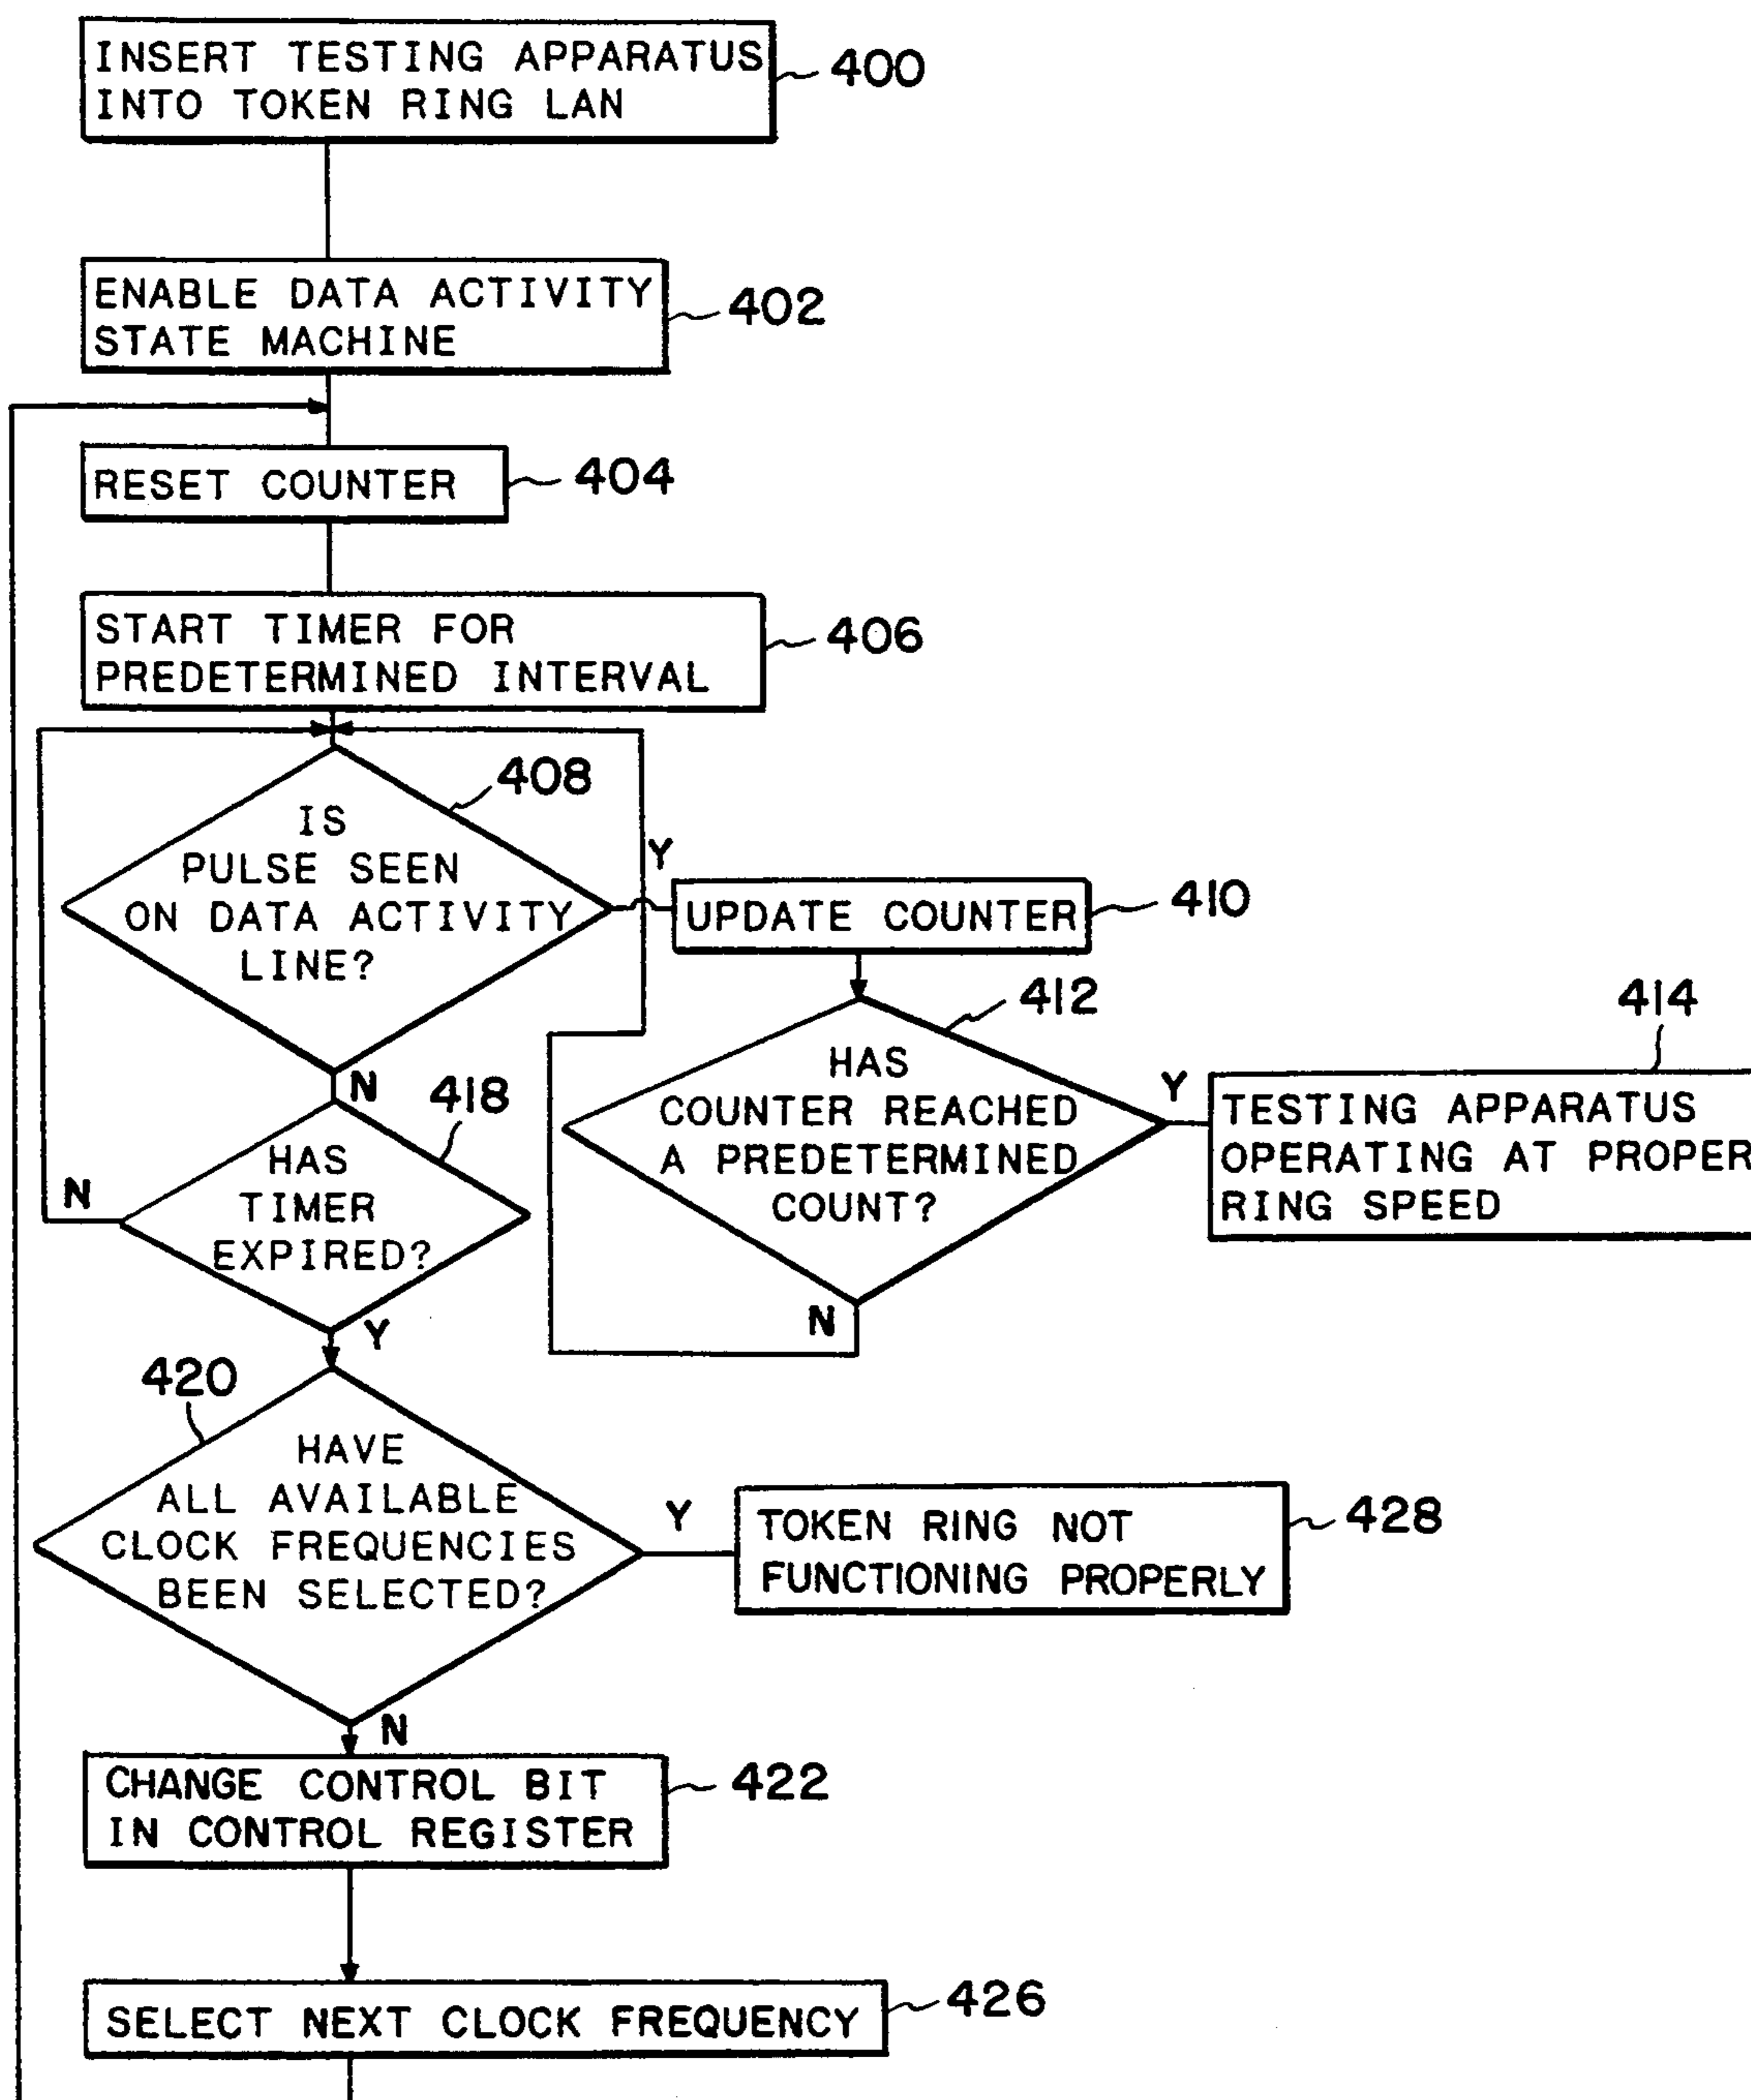 INSERT TESTING APPARATUS
INTO TOKEN RING LAN
400
ENABLE DATA ACTIVITY
STATE MACHINE
402
RESET COUNTER
404
START TIMER FOR
PREDETERMINED INTERVAL
406
408
IS
PULSE SEEN
ON DATA ACTIVITY
LINE?
Y
N
UPDATE COUNTER
410
412
HAS
COUNTER REACHED
A PREDETERMINED
COUNT?
Y
N
414
TESTING APPARATUS
OPERATING AT PROPER
RING SPEED
418
HAS
TIMER
EXPIRED?
N
Y
420
HAVE
ALL AVAILABLE
CLOCK FREQUENCIES
BEEN SELECTED?
Y
N
TOKEN RING NOT
FUNCTIONING PROPERLY
428
CHANGE CONTROL BIT
IN CONTROL REGISTER
422
SELECT NEXT CLOCK FREQUENCY
426